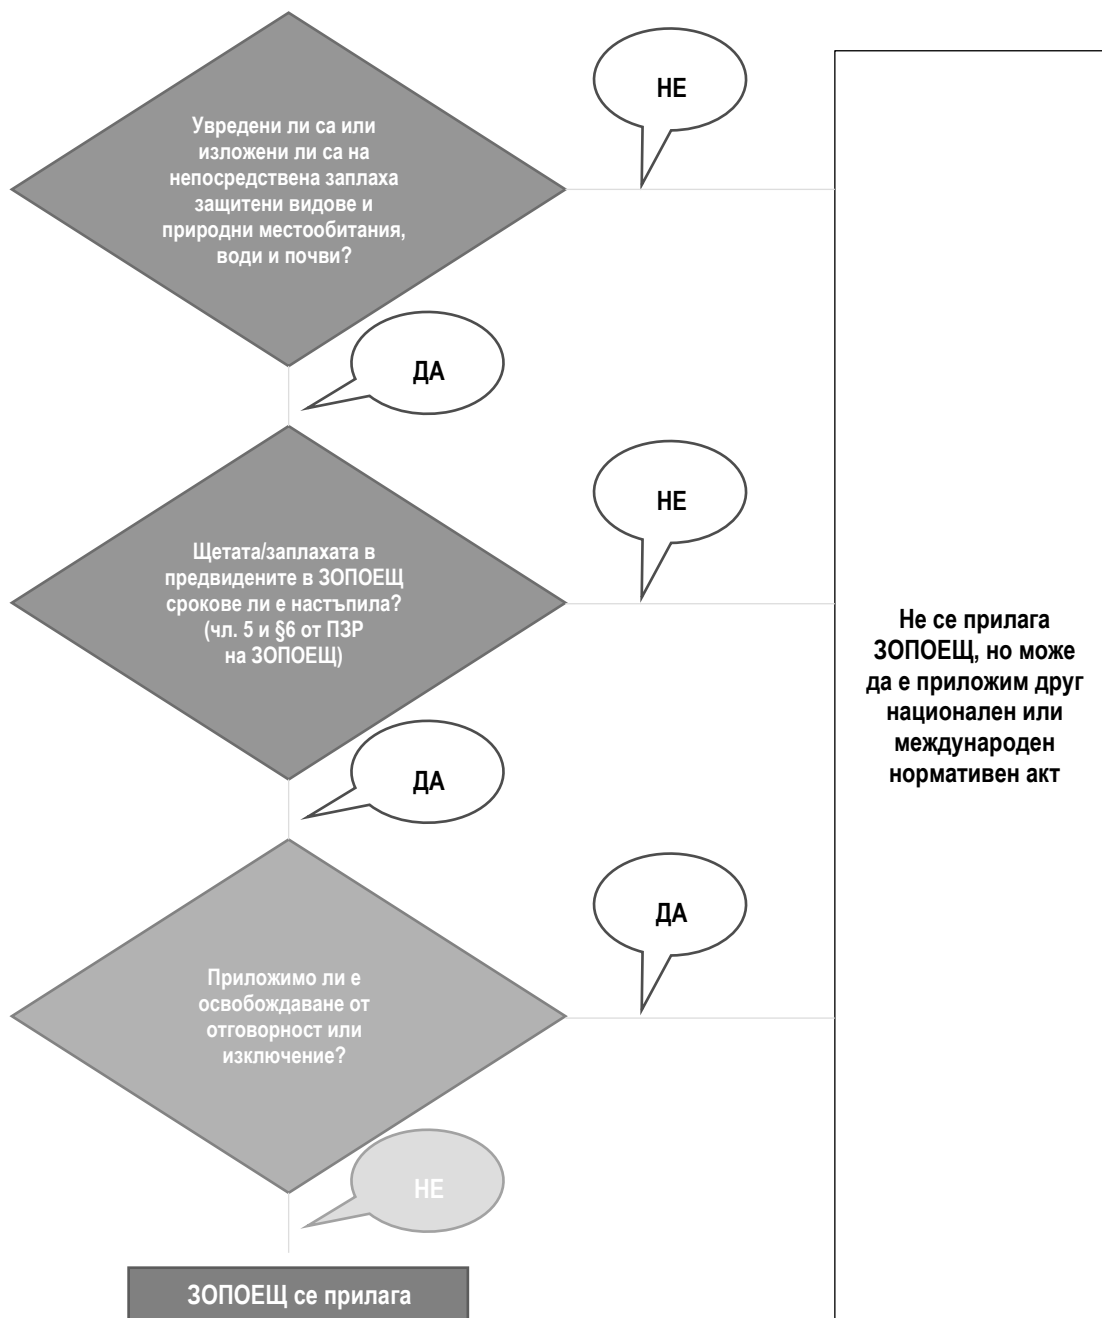 Увредени ли са или
изложени ли са на
непосредствена заплаха
защитени видове и
природни местообитания,
води и почви?
НЕ
ДА
Щетата/заплахата в
предвидените в ЗОПОЕЩ
срокове ли е настъпила?
(чл. 5 и §6 от ПЗР
на ЗОПОЕЩ)
НЕ
ДА
Приложимо ли е
освобождаване от
отговорност или
изключение?
ДА
НЕ
ЗОПОЕЩ се прилага
Не се прилага
ЗОПОЕЩ, но може
да е приложим друг
национален или
международен
нормативен акт